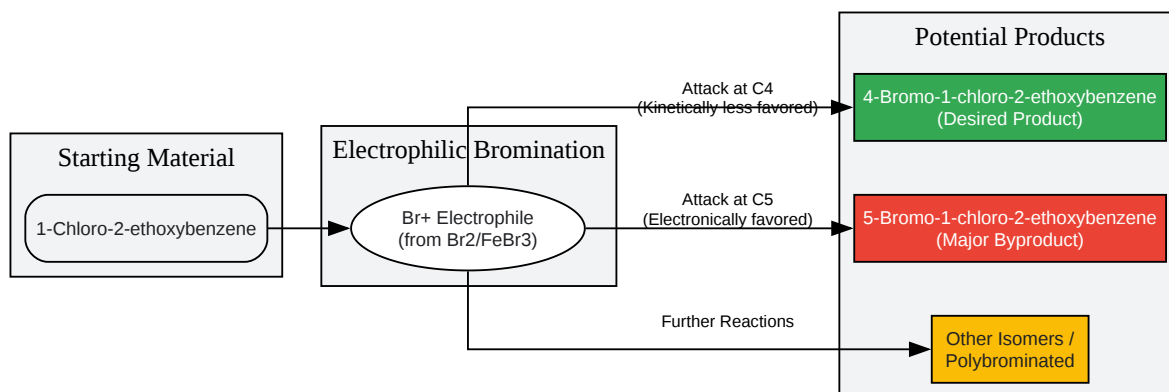 Potential Products
Attack at C4
(Kinetically less favored)
4-Bromo-1-chloro-2-ethoxybenzene
(Desired Product)
Starting Material
Electrophilic Bromination
1-Chloro-2-ethoxybenzene
Br+ Electrophile
(from Br2/FeBr3)
Attack at C5
(Electronically favored)
5-Bromo-1-chloro-2-ethoxybenzene
(Major Byproduct)
Further Reactions
Other Isomers /
Polybrominated